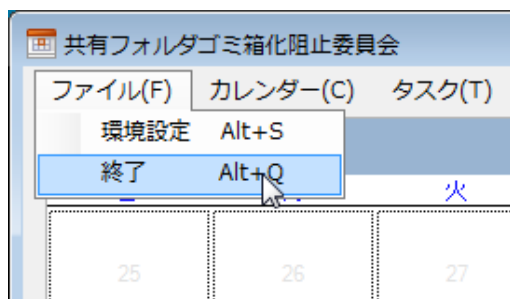 共有フォルダゴミ箱化阻止委員会
ファイル(F) カレンダー(C) タスク(T)
環境設定 Alt+S
終了 Alt+Q
火
25 26 27